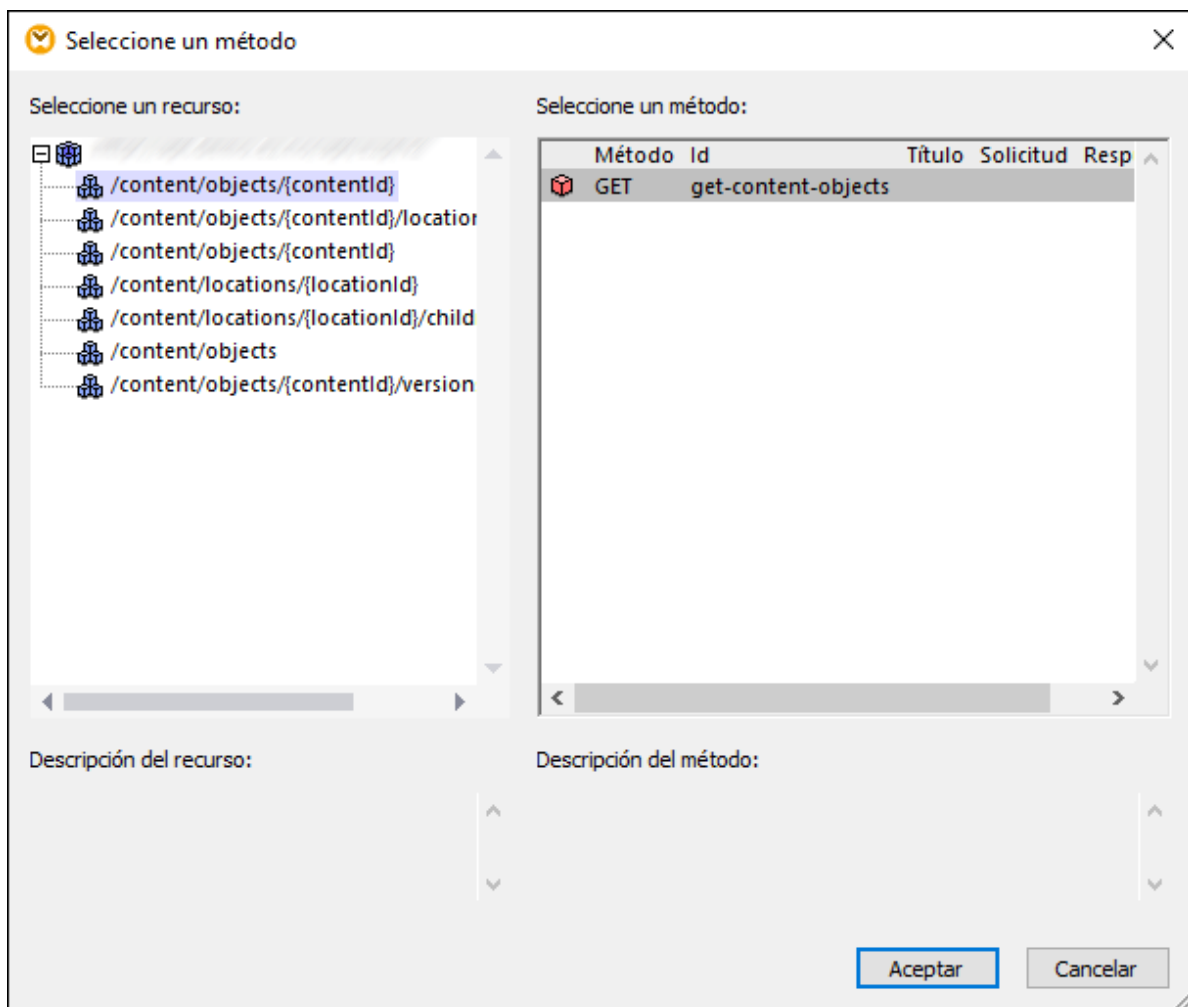 Seleccione un método
Seleccione un recurso:
Seleccione un método:
/content/objects/{contentId}
/content/objects/{contentId}/location
/content/objects/{contentId}
/content/locations/{locationId}
/content/locations/{locationId}/child
/content/objects
/content/objects/{contentId}/version
Método Id Título Solicitud Resp
GET get-content-objects
Descripción del recurso:
Descripción del método:
Aceptar
Cancelar